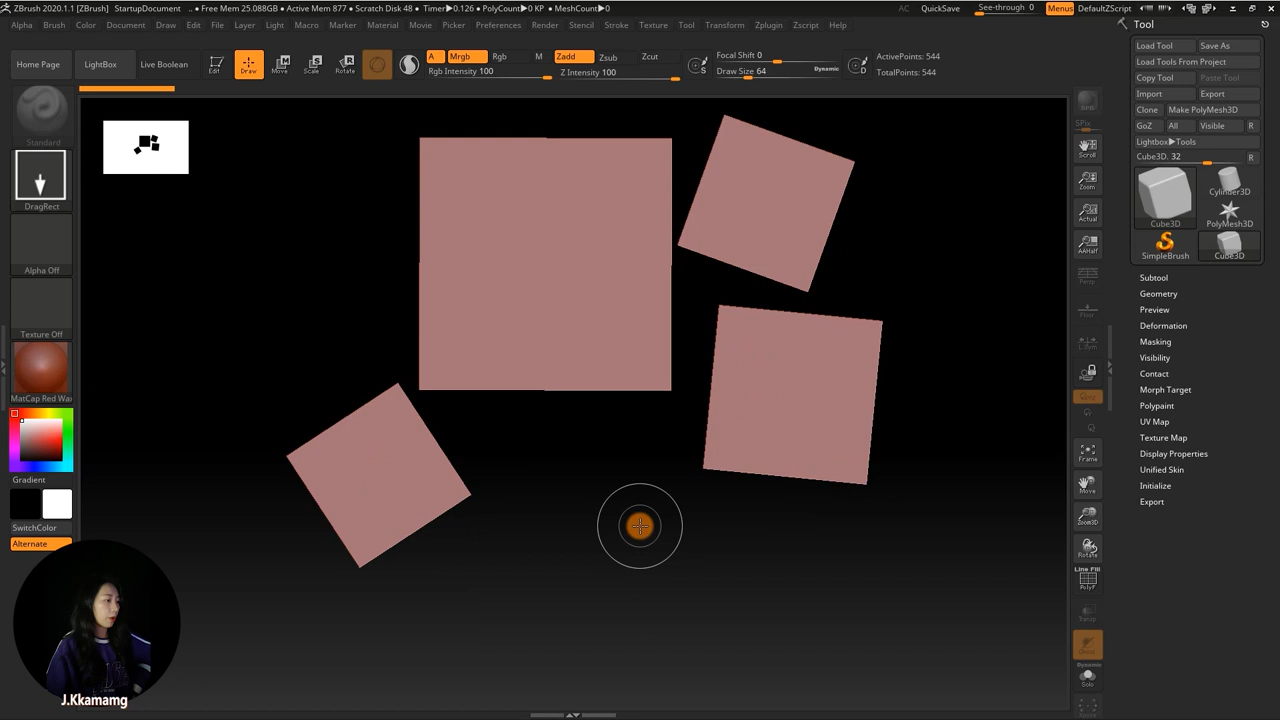 ZBrush 2020.1.1 [ZBrush] StartupDocument • Free Mem 25.088GB • Active Mem 877 • Scratch Disk 48 • Timer▶0.126 • PolyCount▶0 KP • MeshCount▶0 AC QuickSave See-through 0 Menus DefaultZScript
Alpha Brush Color Document Draw Edit File Layer Light Macro Marker Material Movie Picker Preferences Render Stencil Stroke Texture Tool Transform Zplugin Zscript Help
Tool
Load Tool Save As
Load Tools From Project
Copy Tool Paste Tool
Import Export
Clone Make PolyMesh3D
GoZ All Visible R
Lightbox▶Tools
Cube3D. 32 R
Cube3D Cylinder3D
PolyMesh3D
SimpleBrush Cube3D
Subtool
Geometry
Preview
Deformation
Masking
Visibility
Contact
Morph Target
Polypaint
UV Map
Texture Map
Display Properties
Unified Skin
Initialize
Export
Home Page LightBox Live Boolean
Edit Draw Move Scale Rotate
A Mrgb Rgb M Zadd Zsub Zcut
Rgb Intensity 100 Z Intensity 100
Focal Shift 0
Draw Size 64 Dynamic
S D
ActivePoints: 544
TotalPoints: 544
Standard
DragRect
Alpha Off
Texture Off
MatCap Red Wax
Gradient
SwitchColor
Alternate
SPix
Scroll
Zoom
Actual
AAHalf
Persp
Floor
L.Sym
Frame
Move
Zoom3D
Rotate
Line Fill
PolyF
Transp
Ghost
Dynamic
Solo
J.Kkamamg